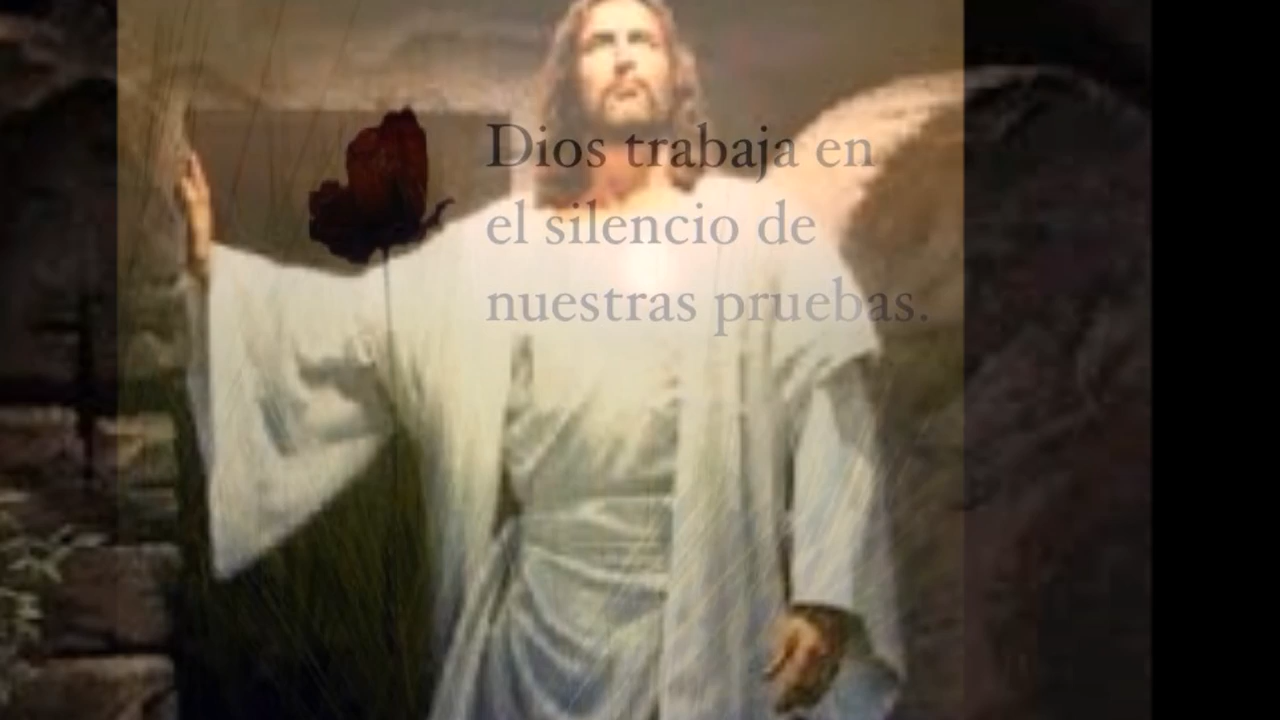 Dios trabaja en
el silencio de
nuestras pruebas.